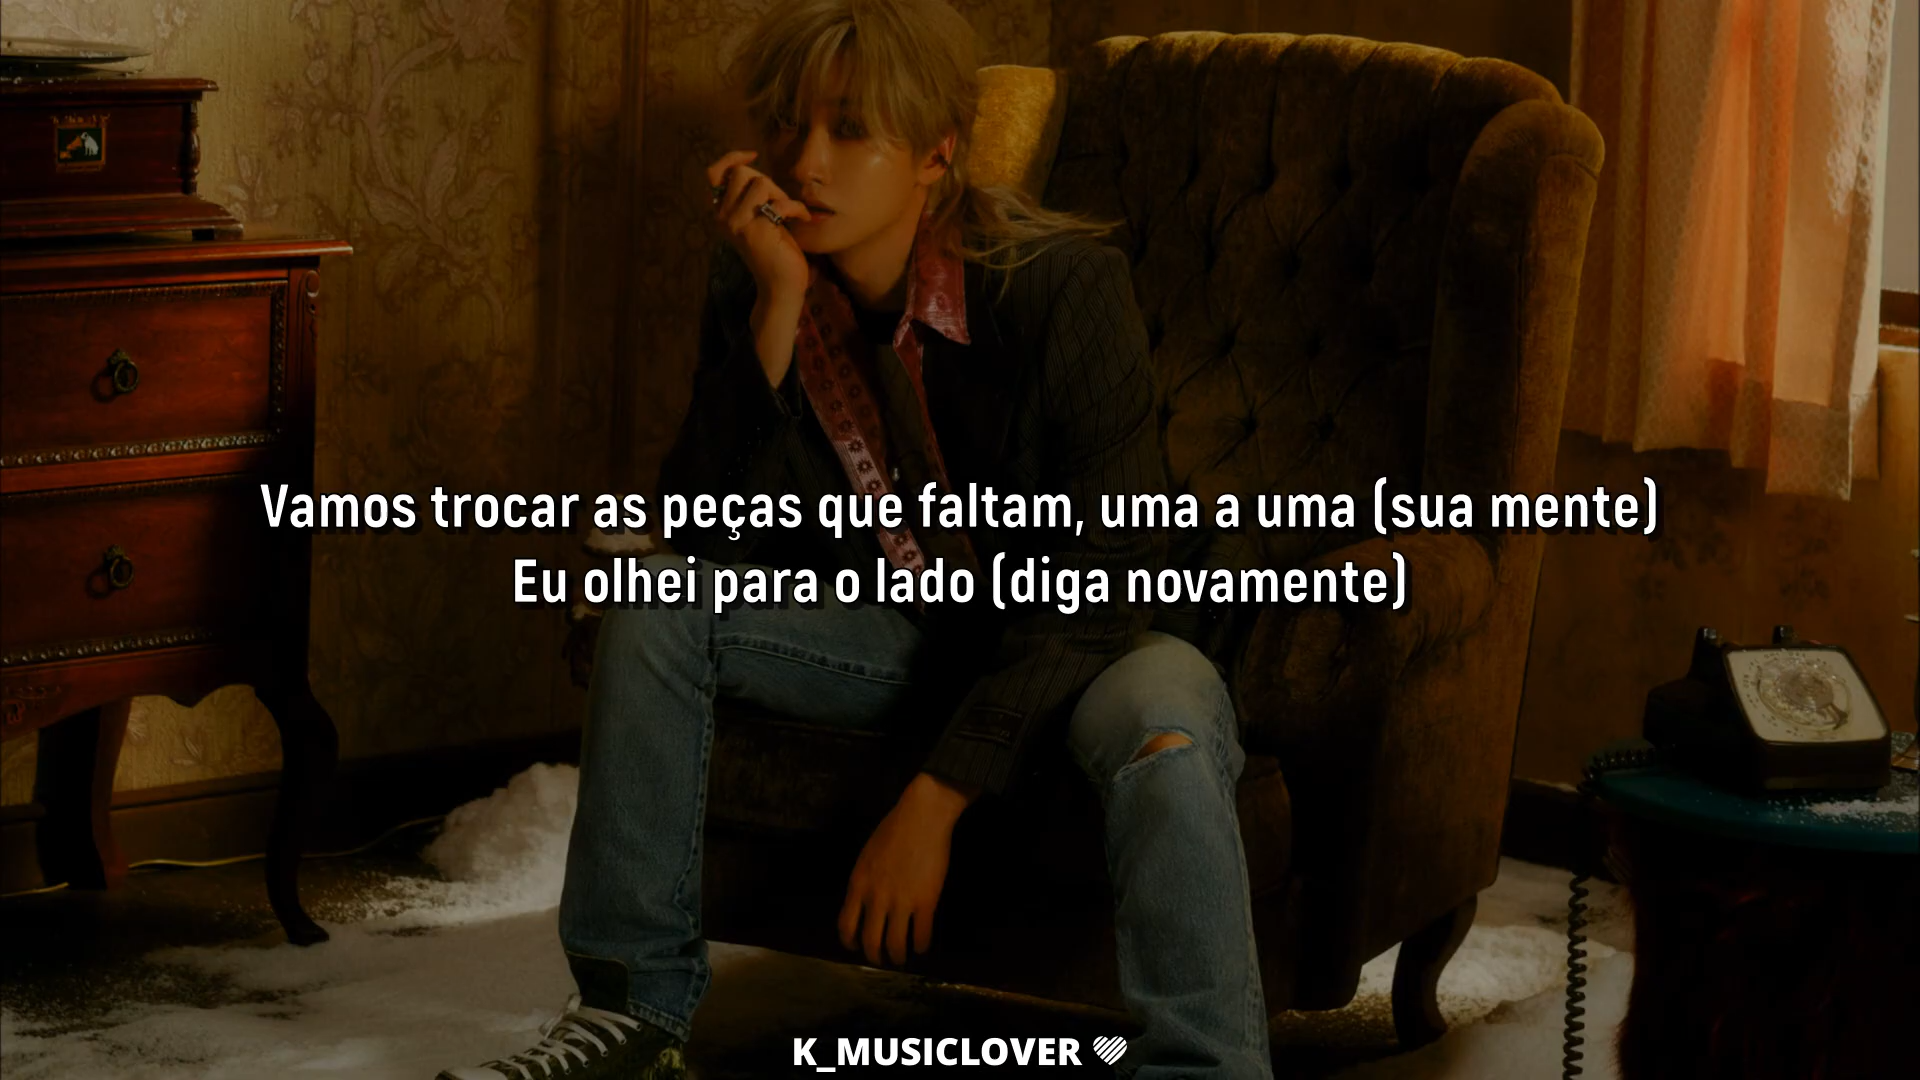 Vamos trocar as peças que faltam, uma a uma (sua mente)
Eu olhei para o lado (diga novamente)
K_MUSICLOVER